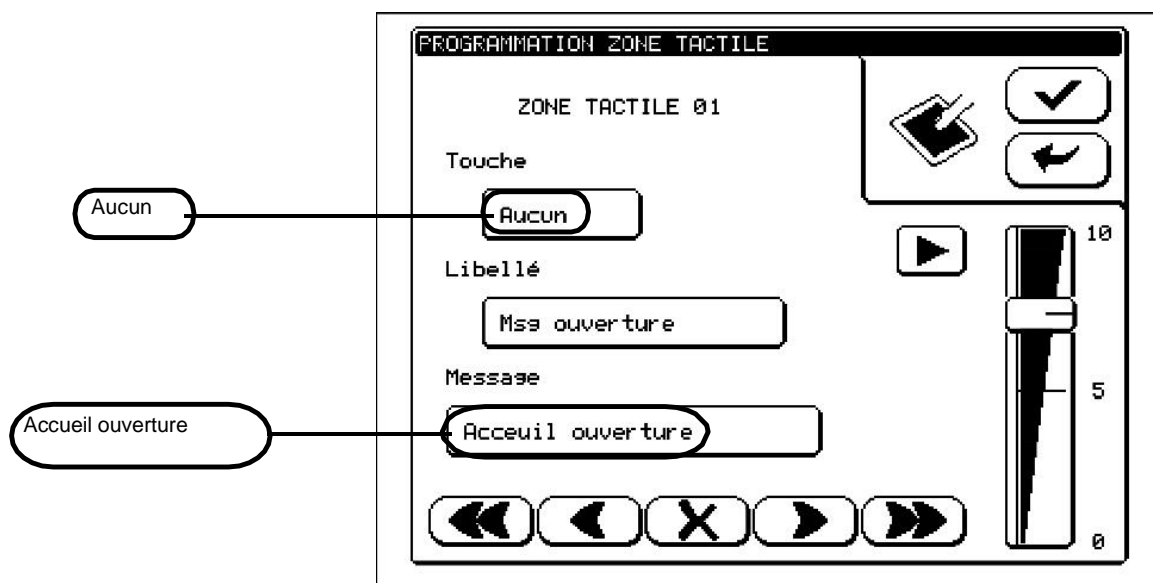 PROGRAMMATION ZONE TACTILE
ZONE TACTILE 01
Touche
Aucun
Aucun
10
Libellé
Msg ouverture
Message
5
Accueil ouverture
Acceuil ouverture
0